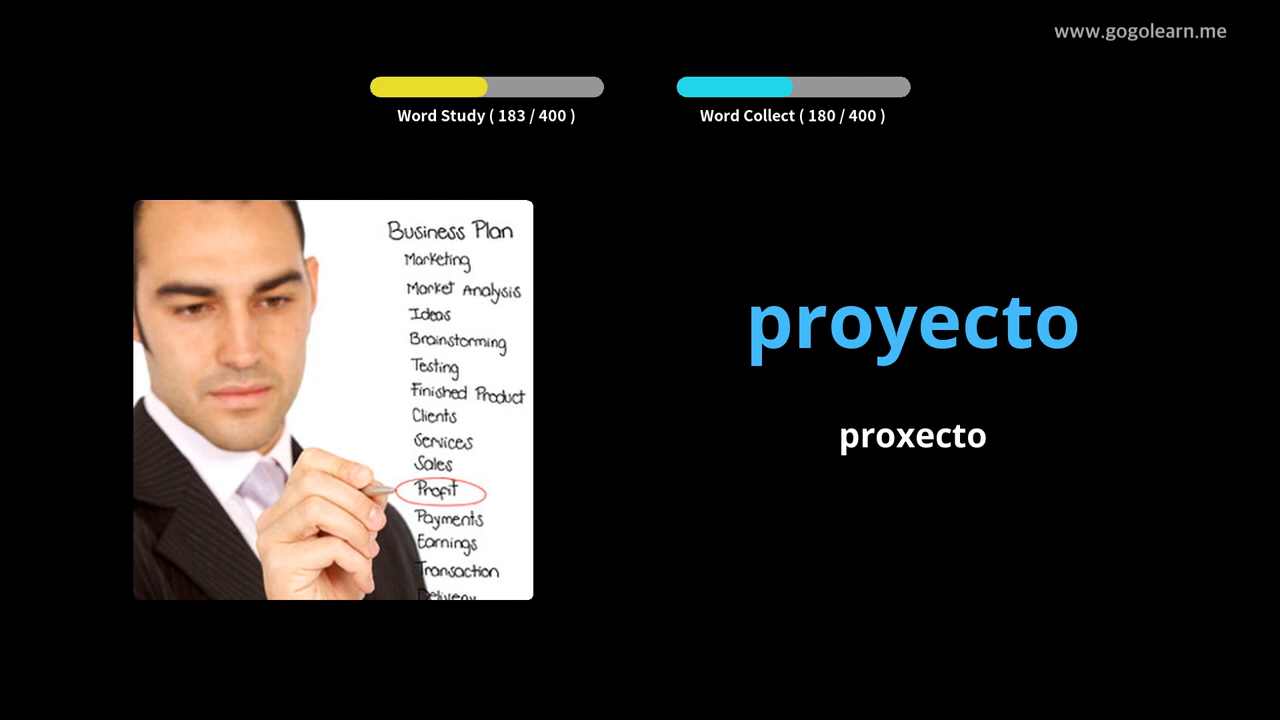 www.gogolearn.me
Word Study ( 183 / 400 )
Word Collect ( 180 / 400 )
Business Plan
Marketing
Market Analysis
Ideas
Brainstorming
Testing
Finished Product
Clients
Services
Sales
Profit
Payments
Earnings
Transaction
Delivery
proyecto
proxecto